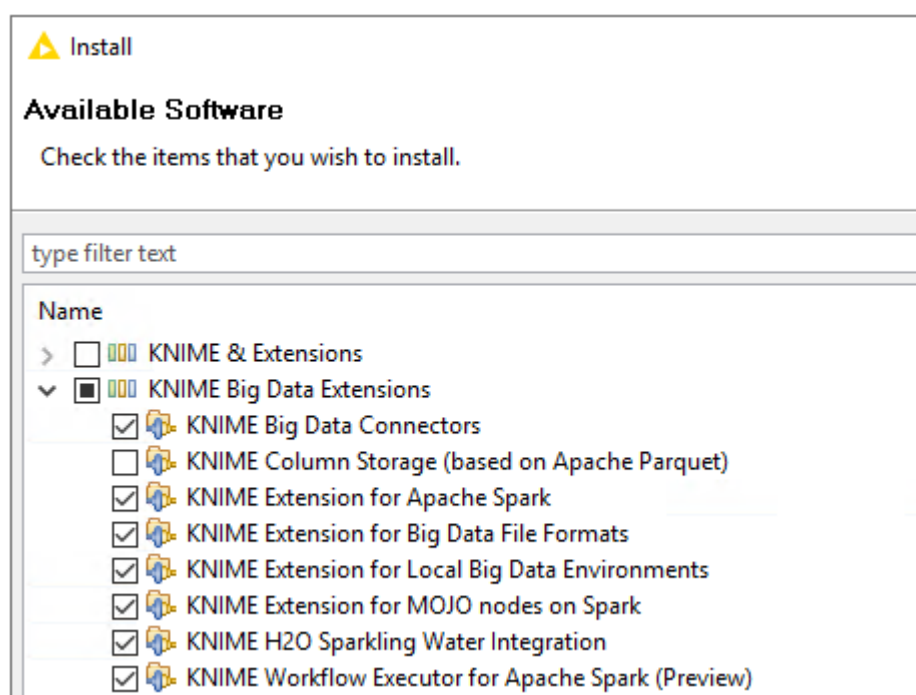 Install
Available Software
Check the items that you wish to install.
type filter text
Name
KNIME & Extensions
KNIME Big Data Extensions
KNIME Big Data Connectors
KNIME Column Storage (based on Apache Parquet)
KNIME Extension for Apache Spark
KNIME Extension for Big Data File Formats
KNIME Extension for Local Big Data Environments
KNIME Extension for MOJO nodes on Spark
KNIME H2O Sparkling Water Integration
KNIME Workflow Executor for Apache Spark (Preview)